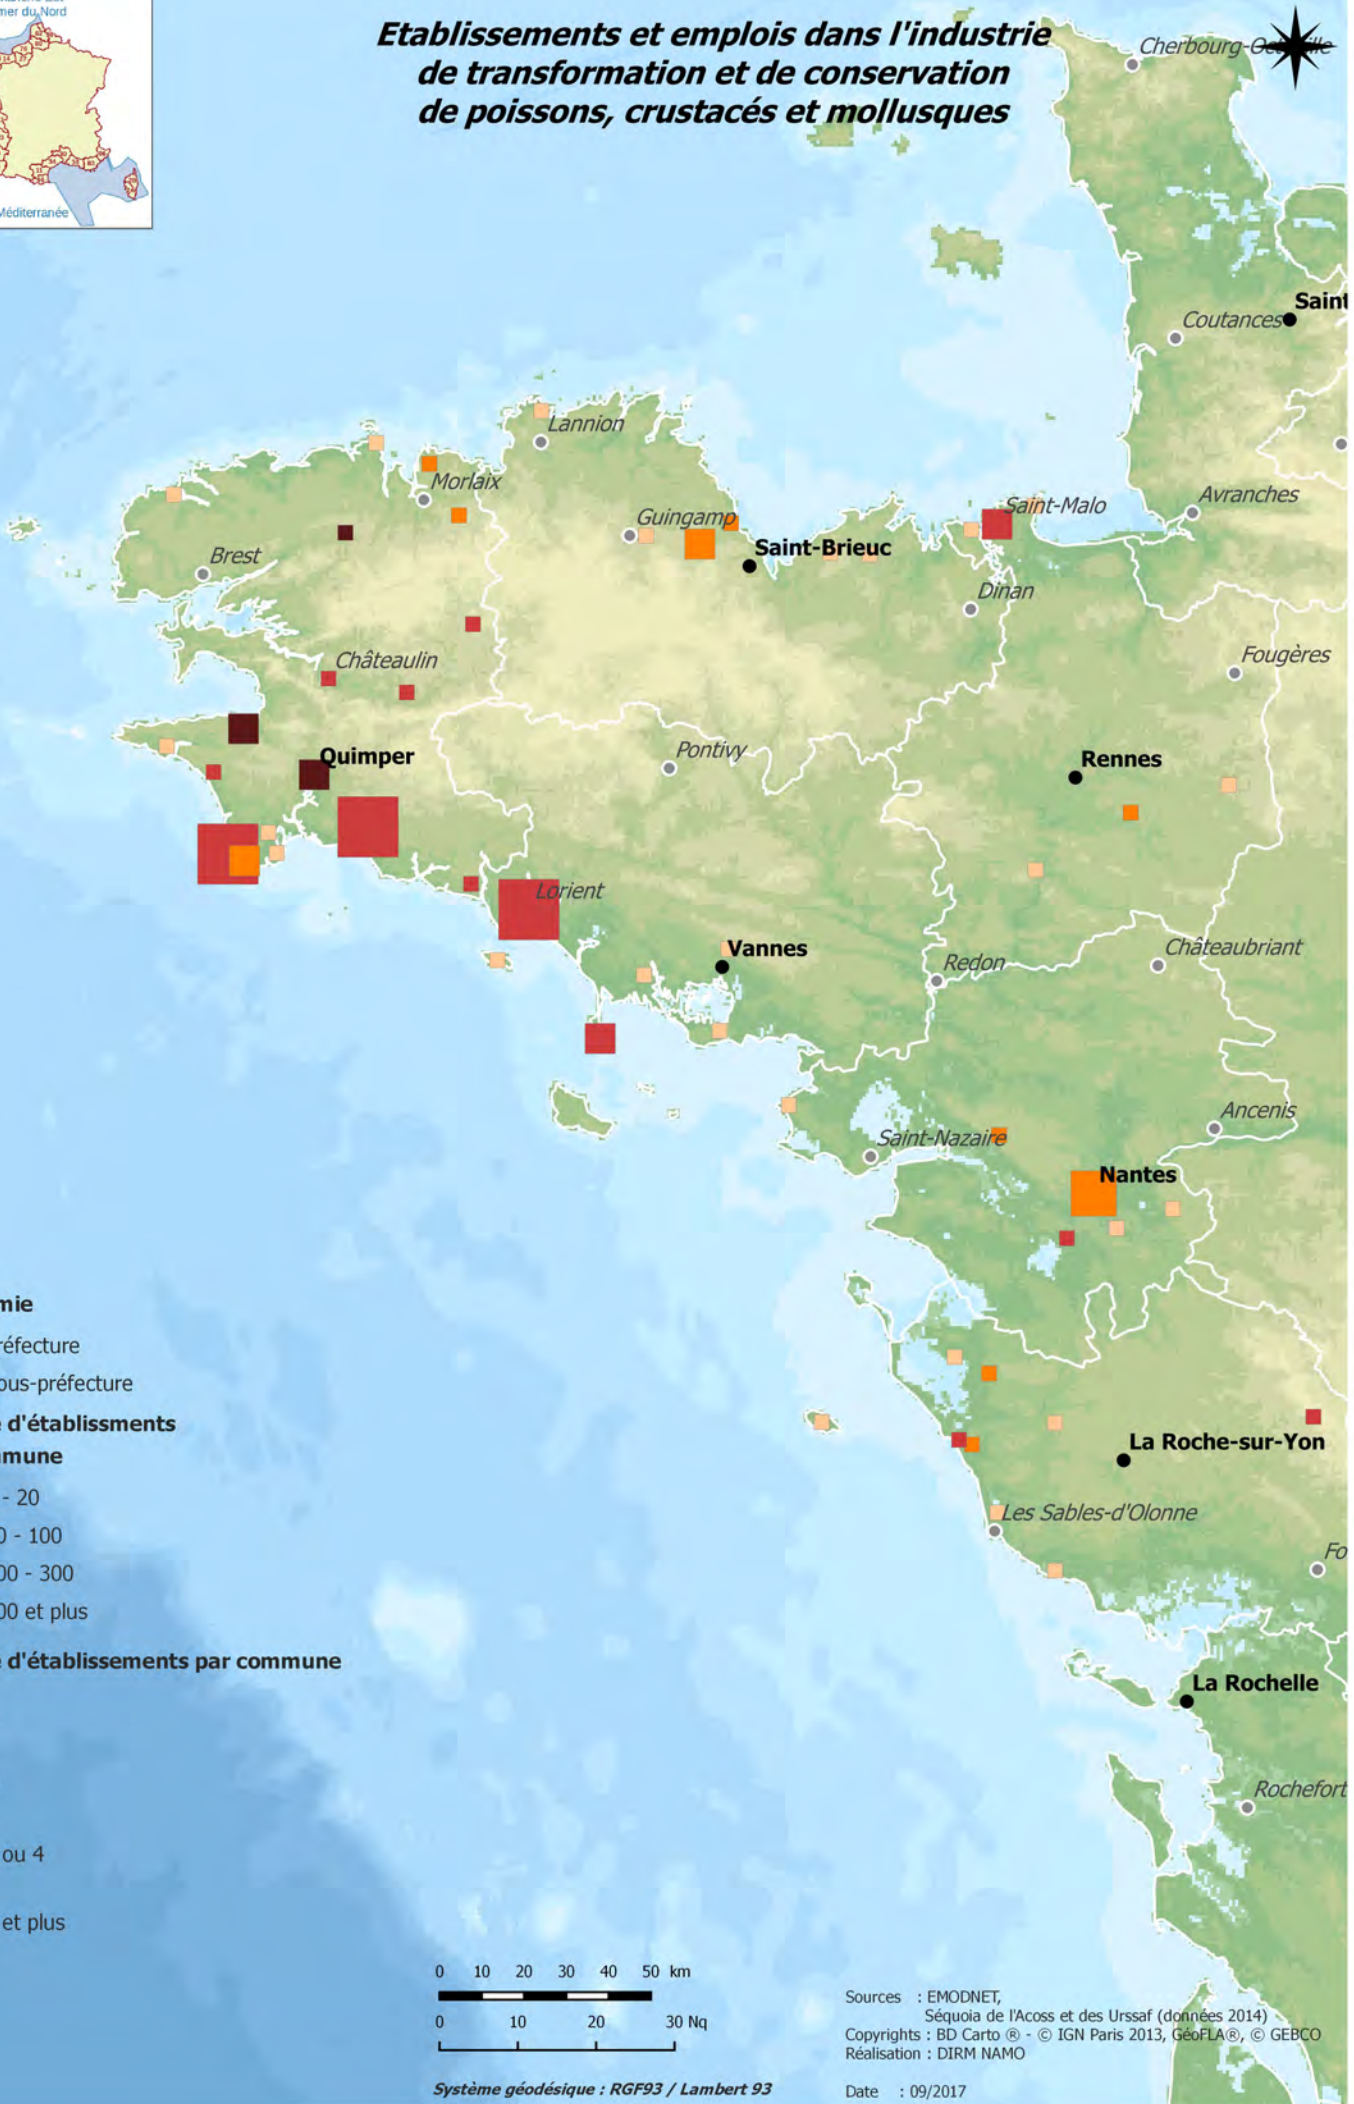 mer du Nord
Méditerranée
Etablissements et emplois dans l'industrie
de transformation et de conservation
de poissons, crustacés et mollusques
Saint
Coutances
Lannion
Morlaix
Avranches
Saint-Malo
Guingamp
Saint-Brieuc
Brest
Dinan
Châteaulin
Fougères
Pontivy
Quimper
Rennes
Lorient
Vannes
Châteaubriant
Redon
Ancenis
Saint-Nazaire
Nantes
La Roche-sur-Yon
Les Sables-d'Olonne
Fo
La Rochelle
Rochefort
mie
réfecture
ous-préfecture
e d'établissments
mmune
- 20
0 - 100
00 - 300
00 et plus
e d'établissements par commune
ou 4
et plus
0 10 20 30 40 50 km
0 10 20 30 Nq
Système géodésique : RGF93 / Lambert 93
Sources : EMODNET,
Séquoia de l'Acoss et des Urssaf (données 2014)
Copyrights : BD Carto ® - © IGN Paris 2013, GéoFLA®, © GEBCO
Réalisation : DIRM NAMO
Date : 09/2017